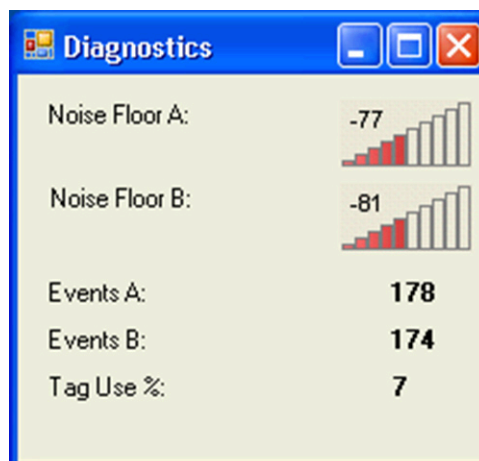 Diagnostics
Noise Floor A: -77
Noise Floor B: -81
Events A: 178
Events B: 174
Tag Use %: 7